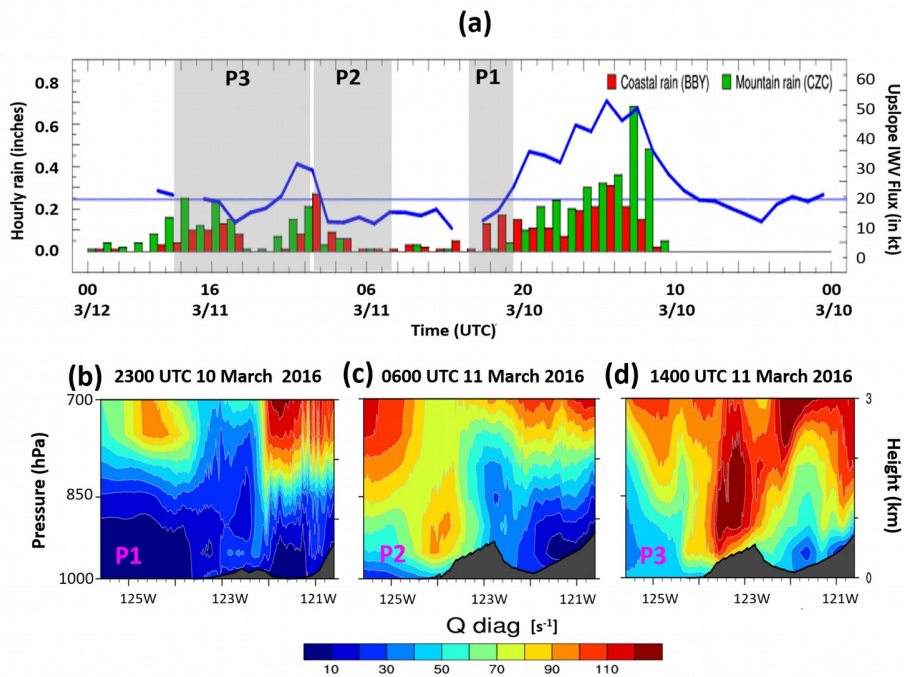 (a)
P3 P2 P1
Coastal rain (BBY) Mountain rain (CZC)
Hourly rain (inches)
0.8
0.6
0.4
0.2
0.0
60
50
40
30
20
10
0
Upslope IWV Flux (in kt)
00 16 06 20 10 00
3/12 3/11 3/11 3/10 3/10 3/10
Time (UTC)
(b) 2300 UTC 10 March 2016 (c) 0600 UTC 11 March 2016 (d) 1400 UTC 11 March 2016
Pressure (hPa)
700
850
1000
P1
P2
P3
3
2
1
0
Height (km)
125W 123W 121W 125W 123W 121W 125W 123W 121W
Q diag [s⁻¹]
10 30 50 70 90 110